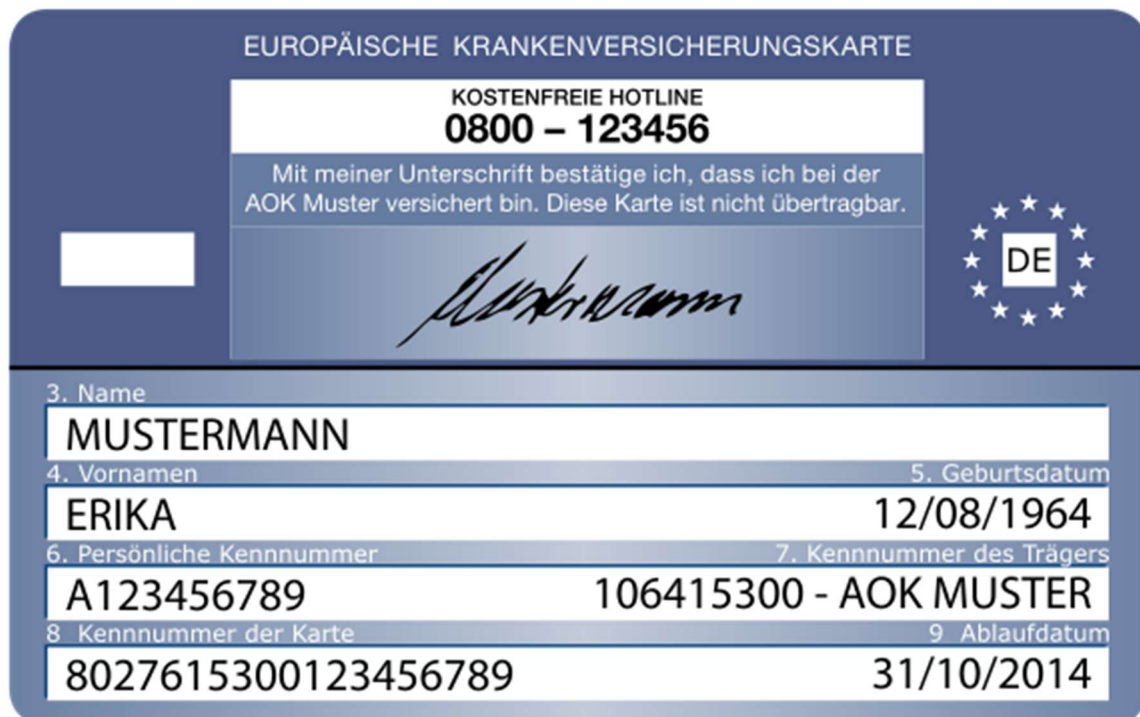 EUROPÄISCHE KRANKENVERSICHERUNGSKARTE
KOSTENFREIE HOTLINE
0800 – 123456
Mit meiner Unterschrift bestätige ich, dass ich bei der
AOK Muster versichert bin. Diese Karte ist nicht übertragbar.
DE
Mustermann
3. Name
MUSTERMANN
4. Vornamen 5. Geburtsdatum
ERIKA 12/08/1964
6. Persönliche Kennnummer 7. Kennnummer des Trägers
A123456789 106415300 - AOK MUSTER
8 Kennnummer der Karte 9 Ablaufdatum
8027615300123456789 31/10/2014